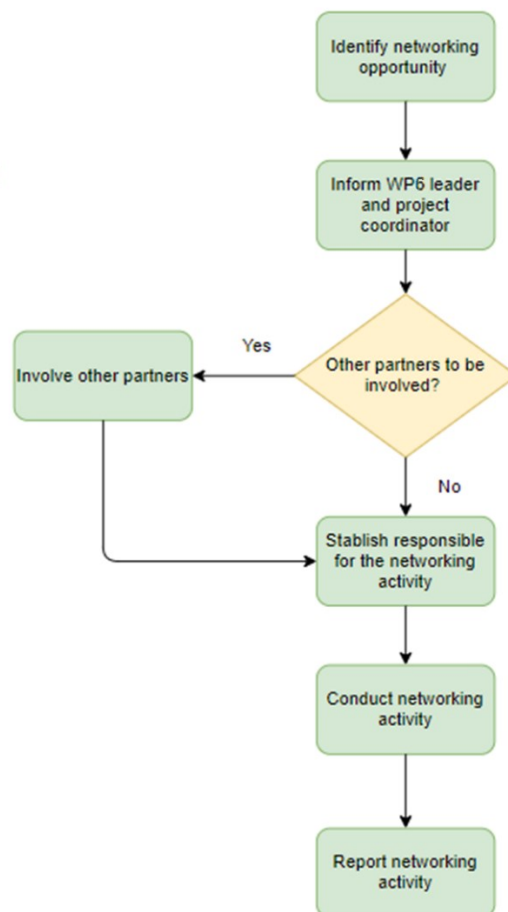 Identify networking
opportunity
Inform WP6 leader
and project
coordinator
Yes
Involve other partners
Other partners to be
involved?
No
Stablish responsible
for the networking
activity
Conduct networking
activity
Report networking
activity